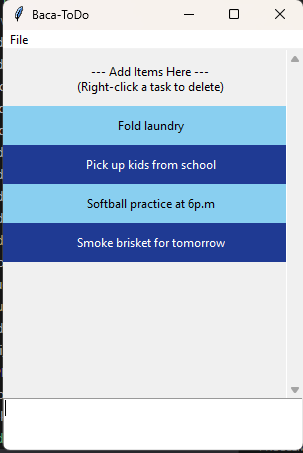 Baca-ToDo
File
--- Add Items Here ---
(Right-click a task to delete)
Fold laundry
Pick up kids from school
Softball practice at 6p.m
Smoke brisket for tomorrow